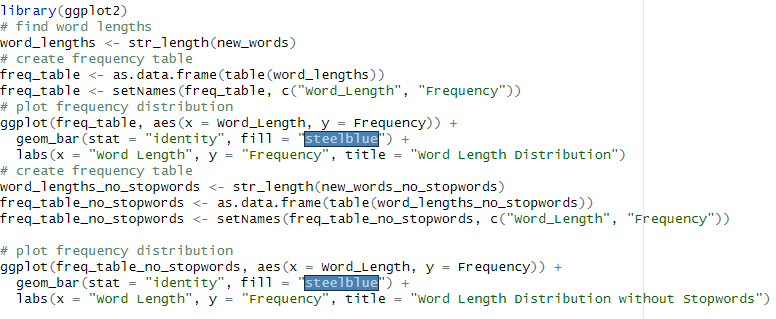 library(ggplot2)
# find word lengths
word_lengths <- str_length(new_words)
# create frequency table
freq_table <- as.data.frame(table(word_lengths))
freq_table <- setNames(freq_table, c("Word_Length", "Frequency"))
# plot frequency distribution
ggplot(freq_table, aes(x = Word_Length, y = Frequency)) +
  geom_bar(stat = "identity", fill = "steelblue") +
  labs(x = "Word Length", y = "Frequency", title = "Word Length Distribution")
# create frequency table
word_lengths_no_stopwords <- str_length(new_words_no_stopwords)
freq_table_no_stopwords <- as.data.frame(table(word_lengths_no_stopwords))
freq_table_no_stopwords <- setNames(freq_table_no_stopwords, c("Word_Length", "Frequency"))

# plot frequency distribution
ggplot(freq_table_no_stopwords, aes(x = Word_Length, y = Frequency)) +
  geom_bar(stat = "identity", fill = "steelblue") +
  labs(x = "Word Length", y = "Frequency", title = "Word Length Distribution without Stopwords")